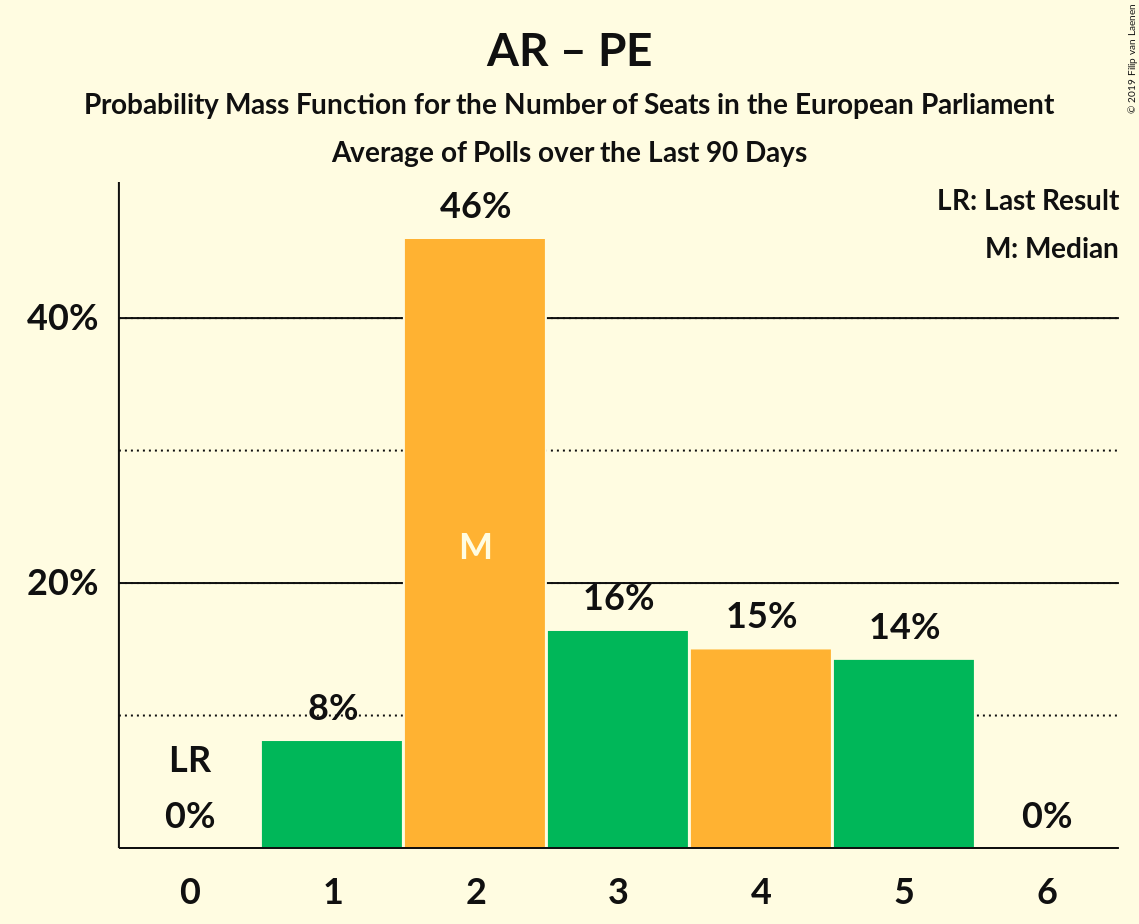 AR – PE
Probability Mass Function for the Number of Seats in the European Parliament
Average of Polls over the Last 90 Days
© 2019 Filip van Laenen
LR: Last Result
M: Median
46%
40%
M
20%
16%
15%
14%
8%
LR
0%
0%
0 1 2 3 4 5 6